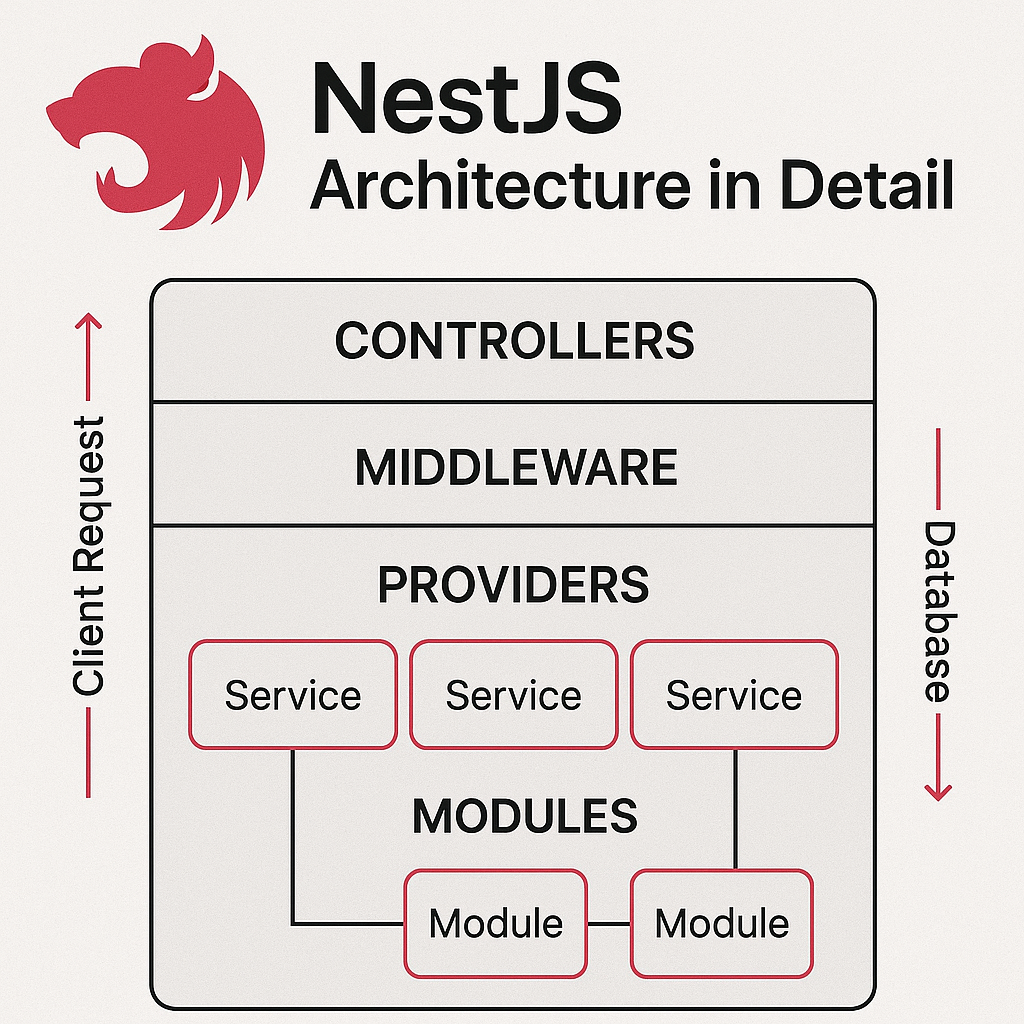 NestJS
Architecture in Detail
CONTROLLERS
MIDDLEWARE
Client Request
Database
PROVIDERS
Service
Service
Service
MODULES
Module
Module